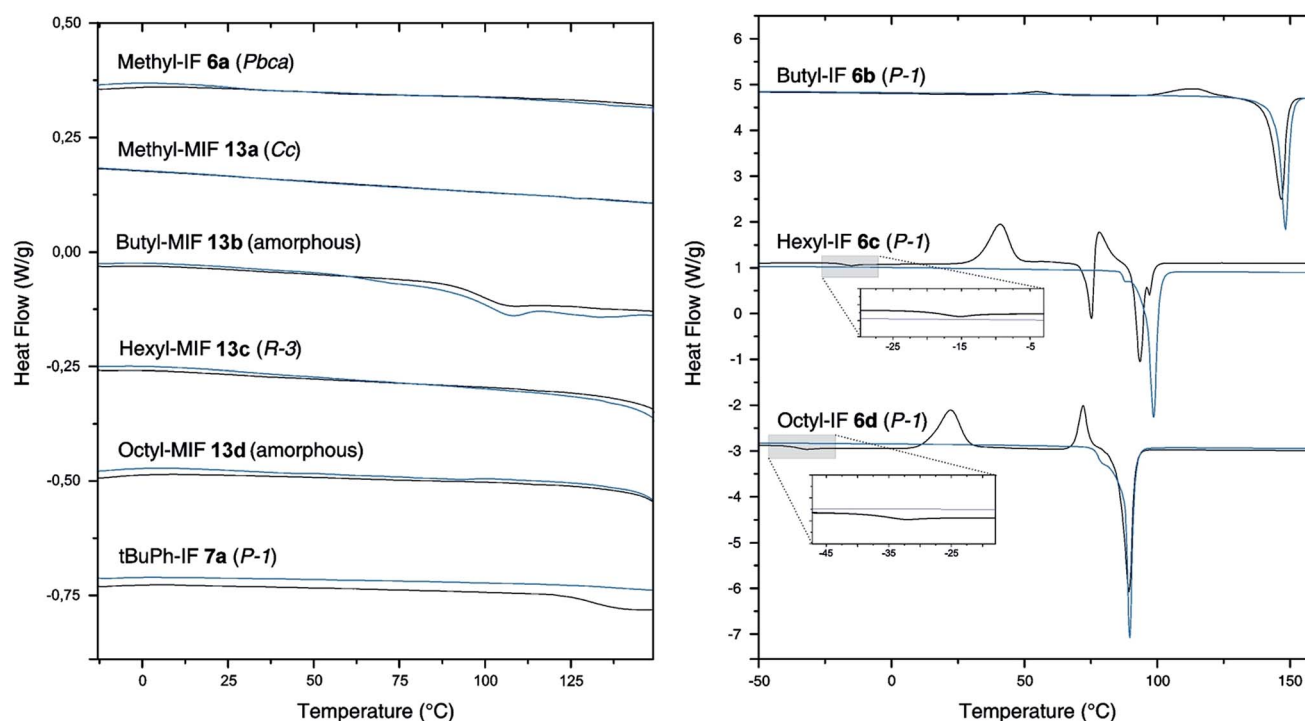 0,50
0,25
0,00
-0,25
-0,50
-0,75
Heat Flow (W/g)
Methyl-IF 6a (Pbca)
Methyl-MIF 13a (Cc)
Butyl-MIF 13b (amorphous)
Hexyl-MIF 13c (R-3)
Octyl-MIF 13d (amorphous)
tBuPh-IF 7a (P-1)
0 25 50 75 100 125
Temperature (°C)
6
5
4
3
2
1
0
-1
-2
-3
-4
-5
-6
-7
Heat Flow (W/g)
Butyl-IF 6b (P-1)
Hexyl-IF 6c (P-1)
-25 -15 -5
Octyl-IF 6d (P-1)
-45 -35 -25
-50 0 50 100 150
Temperature (°C)